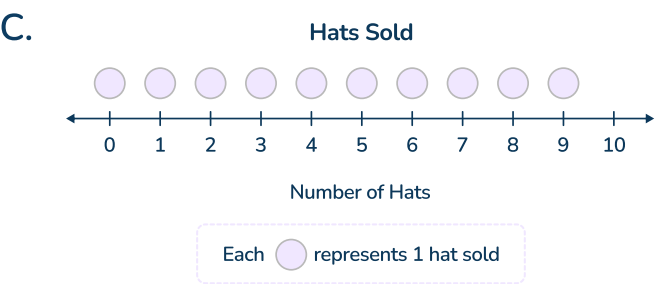 C.
Hats Sold
0 1 2 3 4 5 6 7 8 9 10
Number of Hats
Each represents 1 hat sold